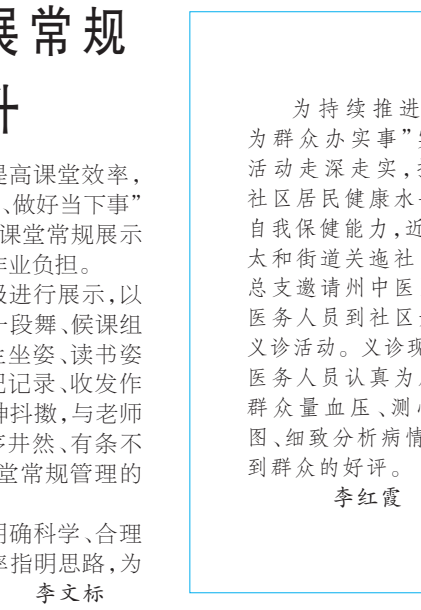 展常规
升
提高课堂效率,
、做好当下事”
课堂常规展示
作业负担。
级进行展示,以
一段舞、候课组
生坐姿、读书姿
记记录、收发作
神抖擞,与老师
序井然、有条不
堂常规管理的
明确科学、合理
率指明思路,为
李文标
为持续推进
为群众办实事”
活动走深走实,
社区居民健康水
自我保健能力,近
太和街道关迤社
总支邀请州中医
医务人员到社区
义诊活动。义诊现
医务人员认真为
群众量血压、测心
图、细致分析病情
到群众的好评。
李红霞